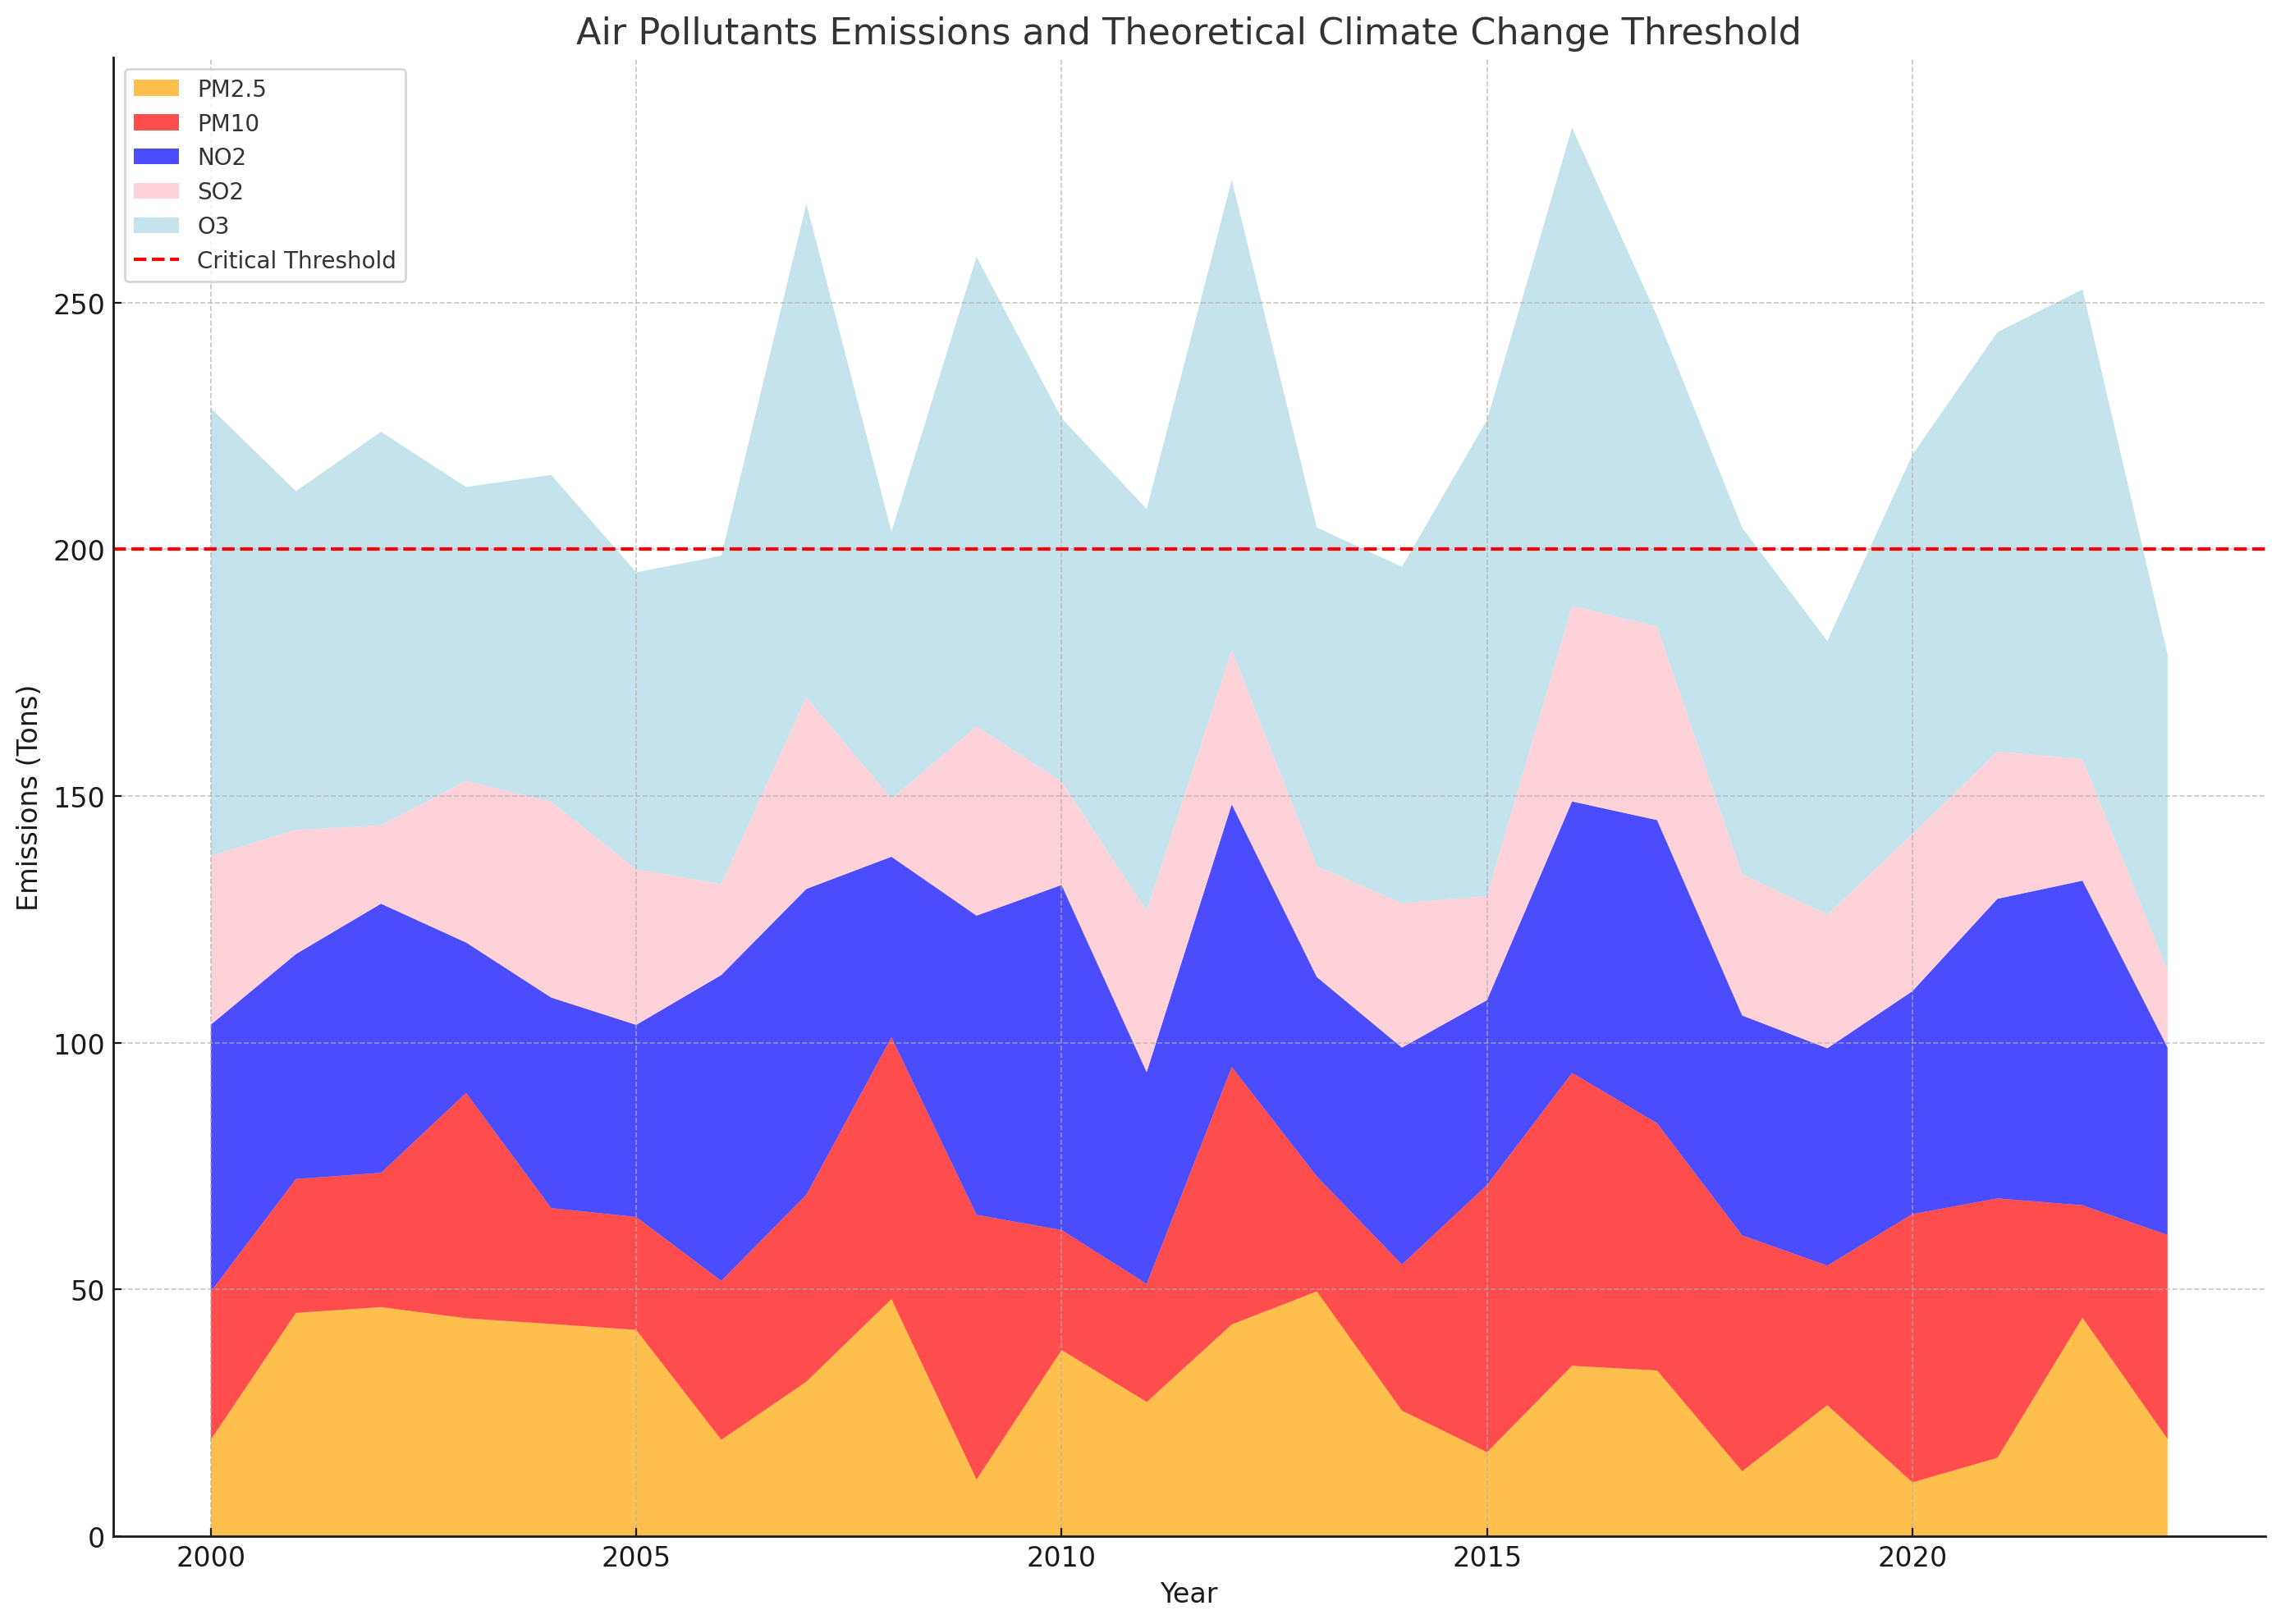 Air Pollutants Emissions and Theoretical Climate Change Threshold
PM2.5
PM10
NO2
SO2
O3
Critical Threshold
Emissions (Tons)
250
200
150
100
50
0
2000 2005 2010 2015 2020
Year